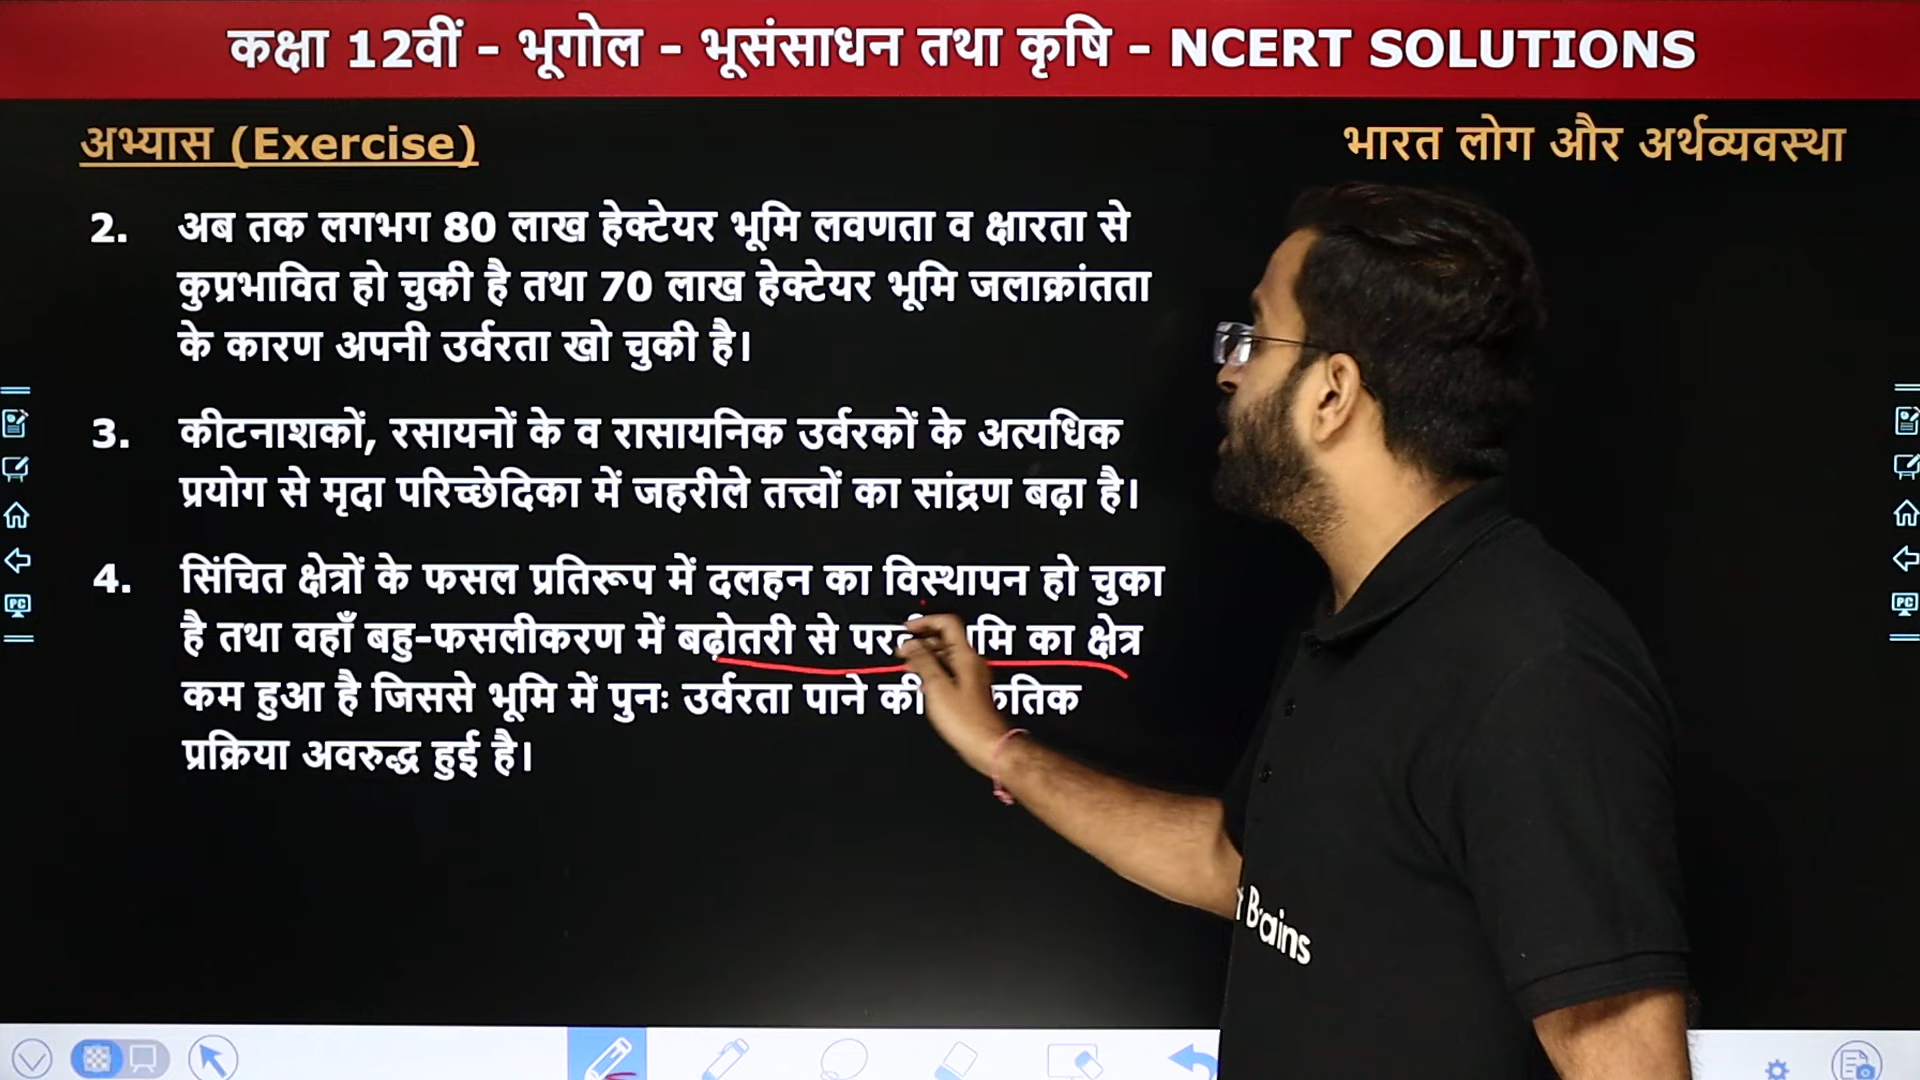 कक्षा 12वीं - भूगोल - भूसंसाधन तथा कृषि - NCERT SOLUTIONS
अभ्यास (Exercise)
भारत लोग और अर्थव्यवस्था
2. अब तक लगभग 80 लाख हेक्टेयर भूमि लवणता व क्षारता से
कुप्रभावित हो चुकी है तथा 70 लाख हेक्टेयर भूमि जलाक्रांतता
के कारण अपनी उर्वरता खो चुकी है।
3. कीटनाशकों, रसायनों के व रासायनिक उर्वरकों के अत्यधिक
प्रयोग से मृदा परिच्छेदिका में जहरीले तत्त्वों का सांद्रण बढ़ा है।
4. सिंचित क्षेत्रों के फसल प्रतिरूप में दलहन का विस्थापन हो चुका
है तथा वहाँ बहु-फसलीकरण में बढ़ोतरी से का क्षेत्र
कम हुआ है जिससे भूमि में पुनः उर्वरता पाने की
प्रक्रिया अवरुद्ध हुई है।
PC
PC
Brains